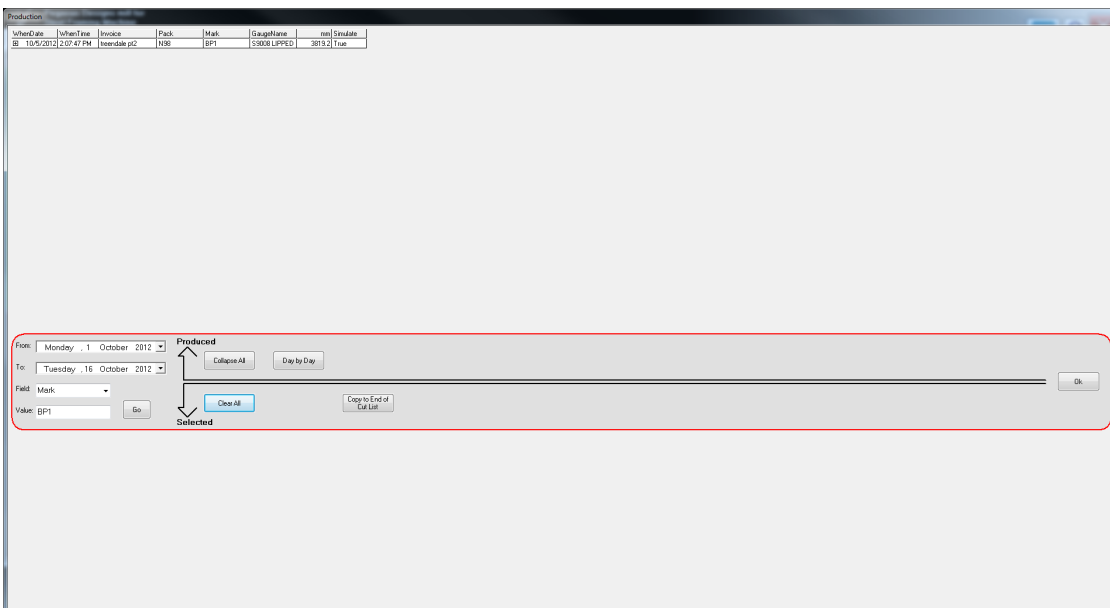 Production
WhenDate WhenTime Invoice Pack Mark GaugeName mm Simulate
10/5/2012 2:07:47 PM treendale pt2 N98 BP1 S9008 LIPPED 3819.2 True
From: Monday , 1 October 2012
To: Tuesday , 16 October 2012
Field: Mark
Value: BP1 Go
Produced
Collapse All Day by Day
Clear All Copy to End of
Cut List
Selected
Ok